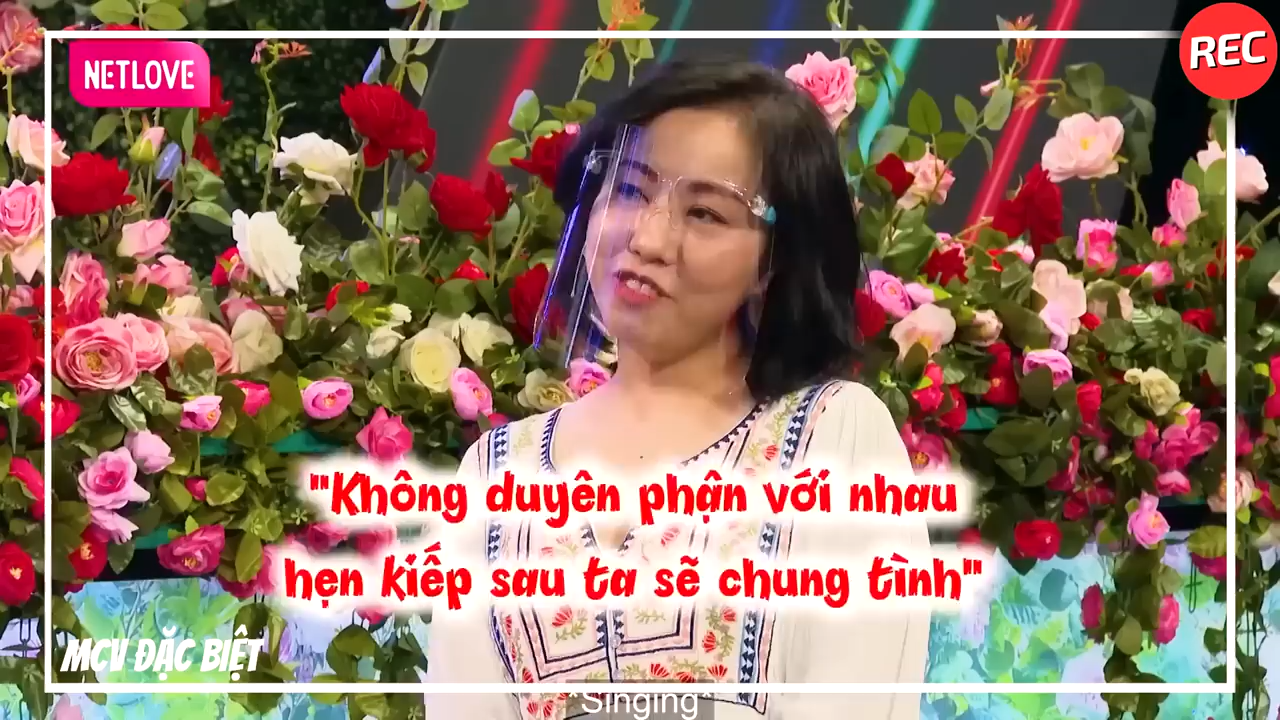 NETLOVE
REC
"'Không duyên phận với nhau
hẹn kiếp sau ta sẽ chung tình'"
MCV ĐẶC BIỆT
*Singing*